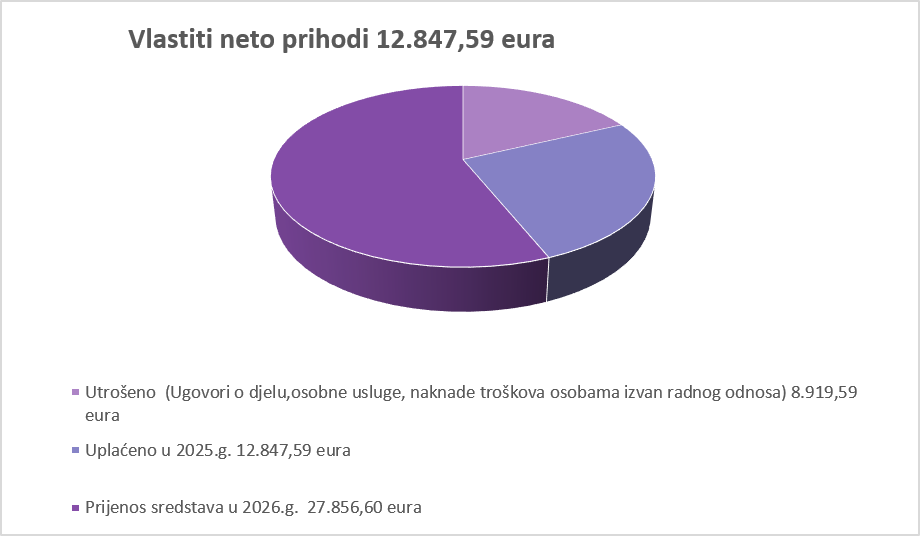 Vlastiti neto prihodi 12.847,59 eura
Utrošeno  (Ugovori o djelu,osobne usluge, naknade troškova osobama izvan radnog odnosa) 8.919,59
eura
Uplaćeno u 2025.g. 12.847,59 eura
Prijenos sredstava u 2026.g.  27.856,60 eura